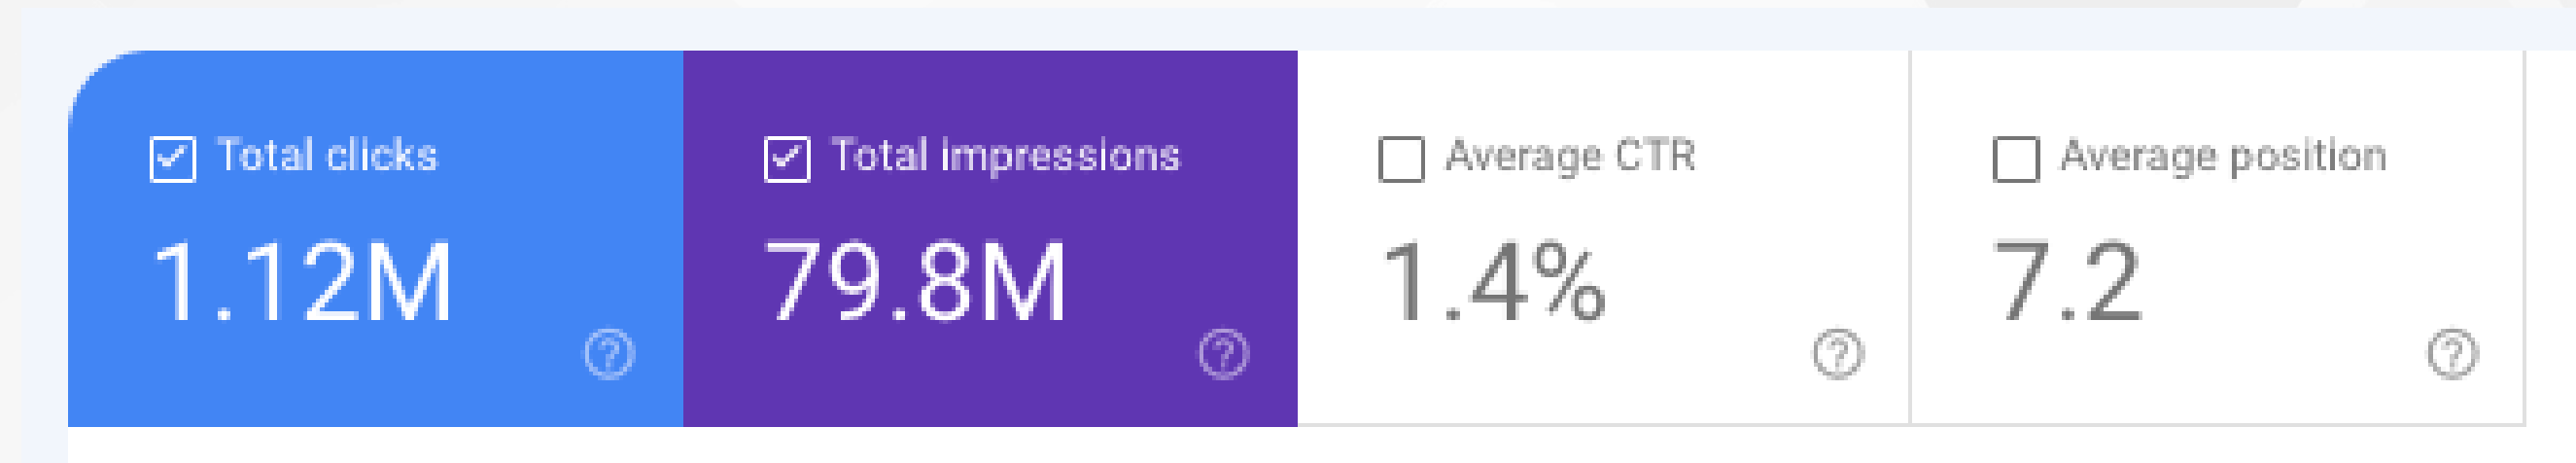 Total clicks
1.12M
Total impressions
79.8M
Average CTR
1.4%
Average position
7.2